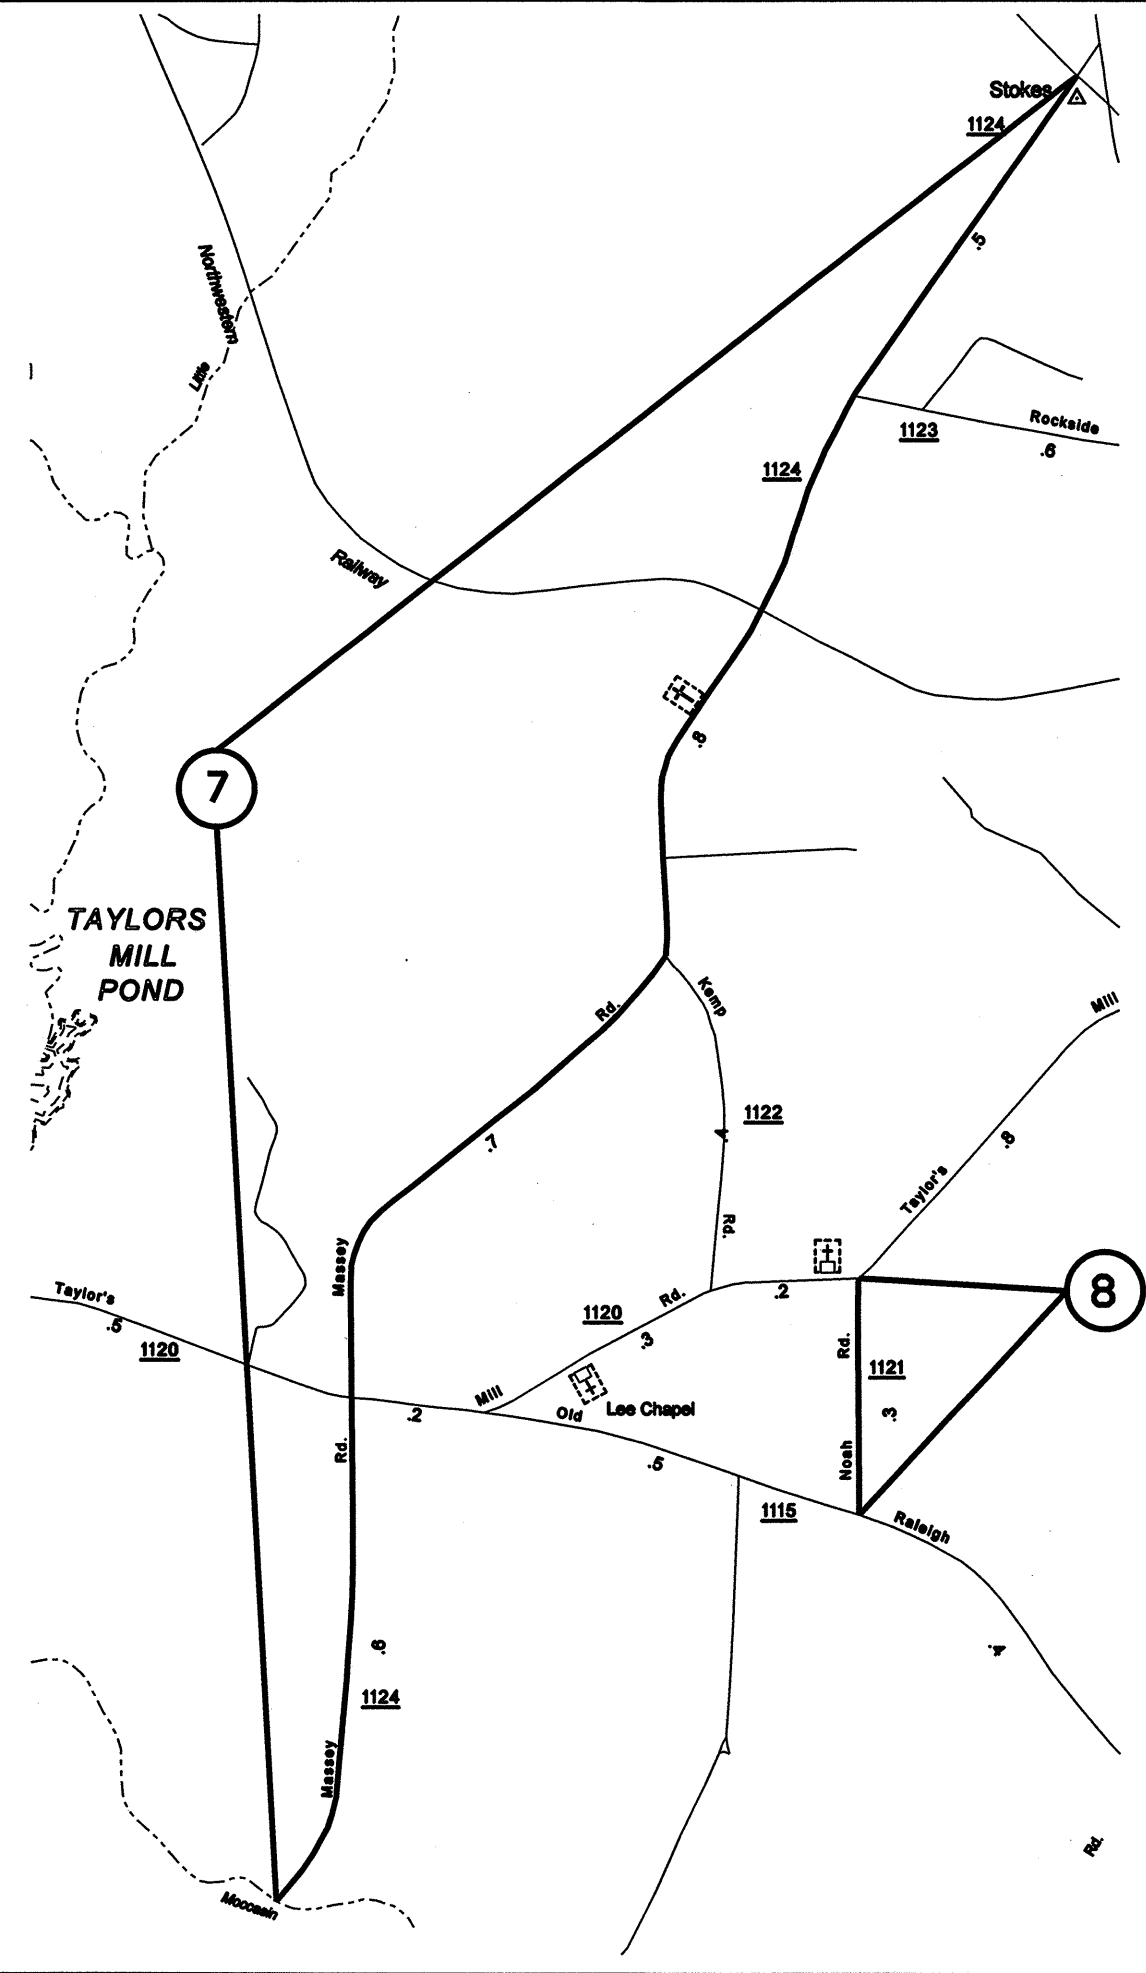 Stokes
1124
.5
Northwestern
Little
Rockside
1123
.6
1124
Railway
.8
7
TAYLORS
MILL
POND
Rd.
Kemp
Mill
.7
.4
1122
.8
Taylor's
Rd.
Massey
Taylor's
.5
1120
1120
Rd.
.3
.2
8
Rd.
1121
.3
Noah
Mill
.2
Old
Lee Chapel
.5
Rd.
1115
Raleigh
.6
.4
1124
Massey
Rd.
Moccasin